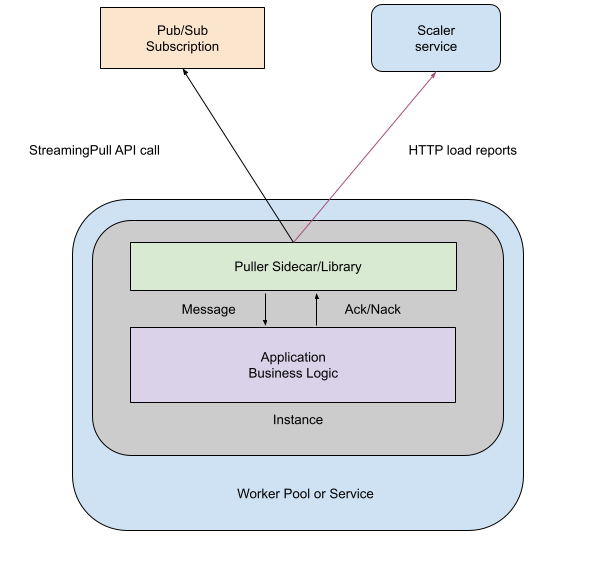 Pub/Sub
Subscription
Scaler
service
StreamingPull API call
HTTP load reports
Puller Sidecar/Library
Message
Ack/Nack
Application
Business Logic
Instance
Worker Pool or Service